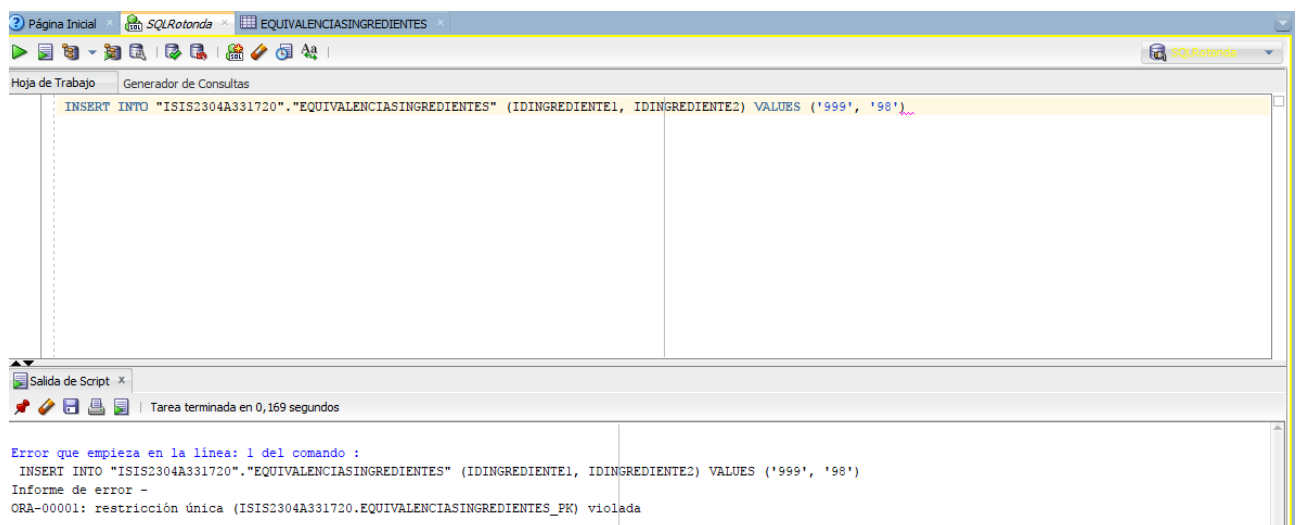 Página Inicial SQLRotonda EQUIVALENCIASINGREDIENTES
SQLRotonda
Hoja de Trabajo Generador de Consultas
INSERT INTO "ISIS2304A331720"."EQUIVALENCIASINGREDIENTES" (IDINGREDIENTE1, IDINGREDIENTE2) VALUES ('999', '98')
Salida de Script x
Tarea terminada en 0,169 segundos
Error que empieza en la línea: 1 del comando :
INSERT INTO "ISIS2304A331720"."EQUIVALENCIASINGREDIENTES" (IDINGREDIENTE1, IDINGREDIENTE2) VALUES ('999', '98')
Informe de error -
ORA-00001: restricción única (ISIS2304A331720.EQUIVALENCIASINGREDIENTES_PK) violada